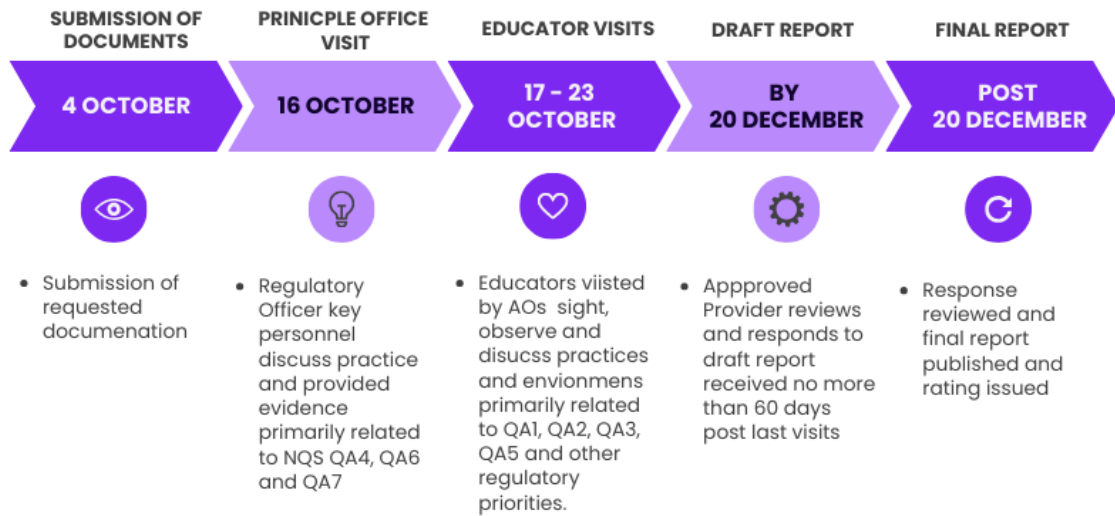 SUBMISSION OF
DOCUMENTS
PRINICPLE OFFICE
VISIT
EDUCATOR VISITS
DRAFT REPORT
FINAL REPORT
4 OCTOBER
16 OCTOBER
17 - 23
OCTOBER
BY
20 DECEMBER
POST
20 DECEMBER
• Submission of
requested
documenation
• Regulatory
Officer key
personnel
discuss practice
and provided
evidence
primarily related
to NQS QA4, QA6
and QA7
• Educators viisted
by AOs sight,
observe and
disucss practices
and envionmens
primarily related
to QA1, QA2, QA3,
QA5 and other
regulatory
priorities.
• Appproved
Provider reviews
and responds to
draft report
received no more
than 60 days
post last visits
• Response
reviewed and
final report
published and
rating issued